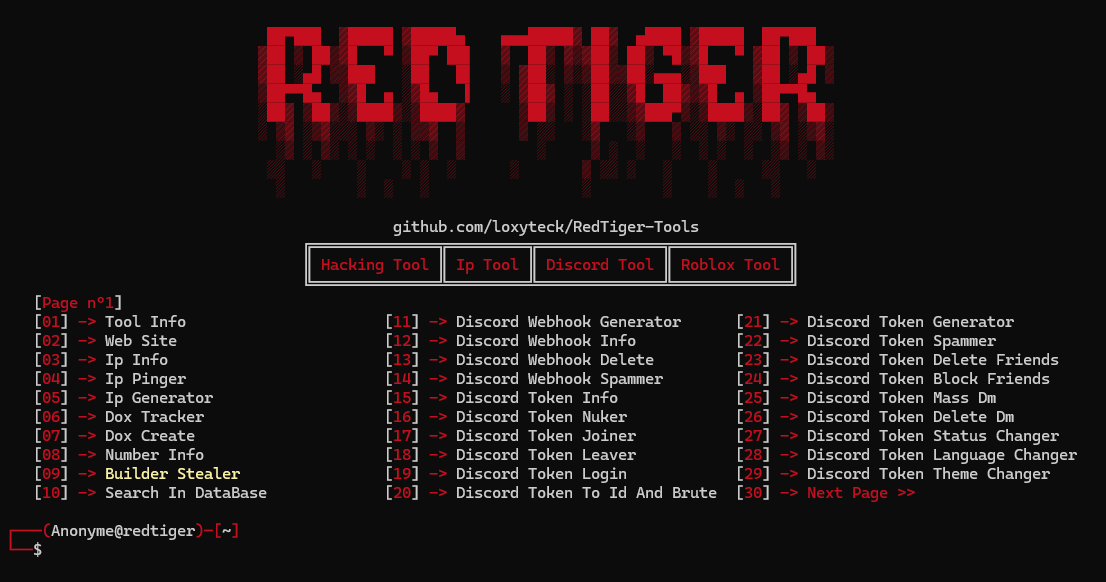 RED TIGER
github.com/loxyteck/RedTiger-Tools
Hacking Tool Ip Tool Discord Tool Roblox Tool
[Page n°1]
[01] -> Tool Info [11] -> Discord Webhook Generator [21] -> Discord Token Generator
[02] -> Web Site [12] -> Discord Webhook Info [22] -> Discord Token Spammer
[03] -> Ip Info [13] -> Discord Webhook Delete [23] -> Discord Token Delete Friends
[04] -> Ip Pinger [14] -> Discord Webhook Spammer [24] -> Discord Token Block Friends
[05] -> Ip Generator [15] -> Discord Token Info [25] -> Discord Token Mass Dm
[06] -> Dox Tracker [16] -> Discord Token Nuker [26] -> Discord Token Delete Dm
[07] -> Dox Create [17] -> Discord Token Joiner [27] -> Discord Token Status Changer
[08] -> Number Info [18] -> Discord Token Leaver [28] -> Discord Token Language Changer
[09] -> Builder Stealer [19] -> Discord Token Login [29] -> Discord Token Theme Changer
[10] -> Search In DataBase [20] -> Discord Token To Id And Brute [30] -> Next Page >>
(Anonyme@redtiger)-[~]
$